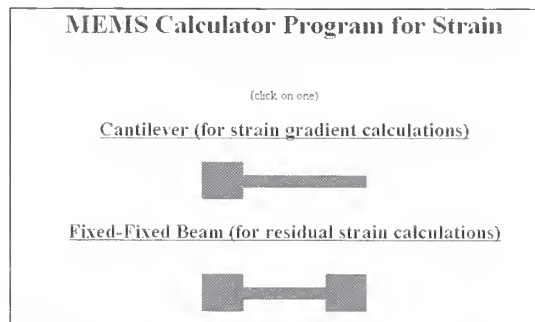 MEMS Calculator Program for Strain
(click on one)
Cantilever (for strain gradient calculations)
Fixed-Fixed Beam (for residual strain calculations)